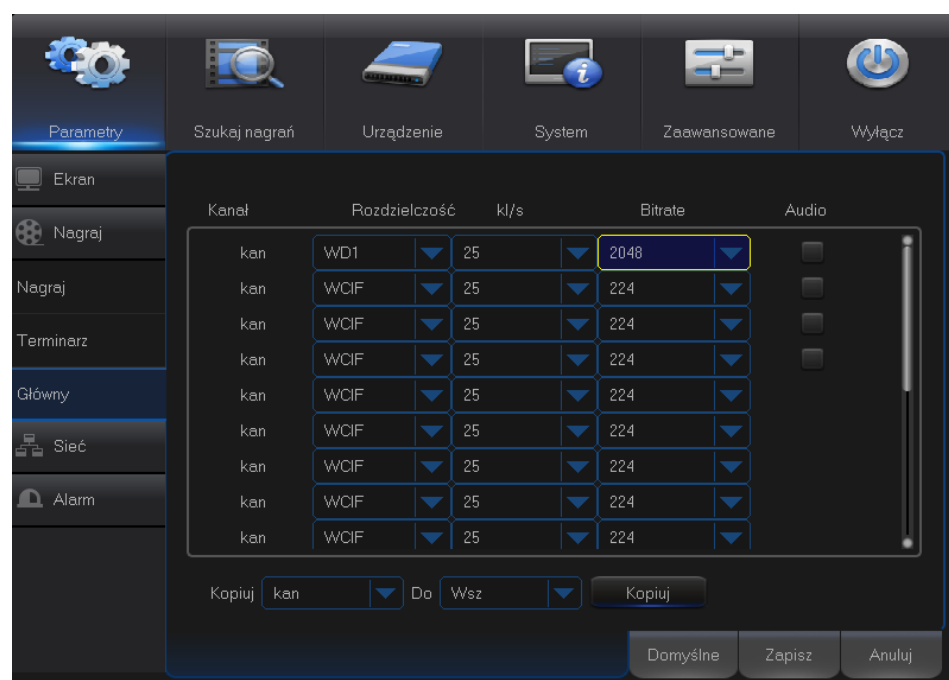 Parametry Szukaj nagrań Urządzenie System Zaawansowane Wyłącz
Ekran
Nagraj
Nagraj
Terminarz
Główny
Sieć
Alarm
Kanał Rozdzielczość kl/s Bitrate Audio
kan WD1 25 2048
kan WCIF 25 224
kan WCIF 25 224
kan WCIF 25 224
kan WCIF 25 224
kan WCIF 25 224
kan WCIF 25 224
kan WCIF 25 224
kan WCIF 25 224
Kopiuj kan Do Wsz Kopiuj
Domyślne Zapisz Anuluj